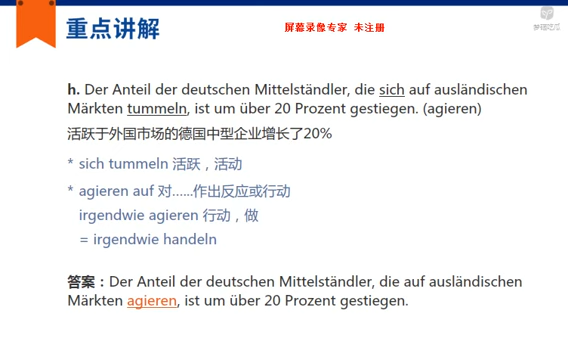 重点讲解
屏幕录像专家 未注册
h. Der Anteil der deutschen Mittelständler, die sich auf ausländischen
Märkten tummeln, ist um über 20 Prozent gestiegen. (agieren)
活跃于外国市场的德国中型企业增长了20%
* sich tummeln 活跃，活动
* agieren auf 对……作出反应或行动
irgendwie agieren 行动，做
= irgendwie handeln
答案：Der Anteil der deutschen Mittelständler, die auf ausländischen
Märkten agieren, ist um über 20 Prozent gestiegen.